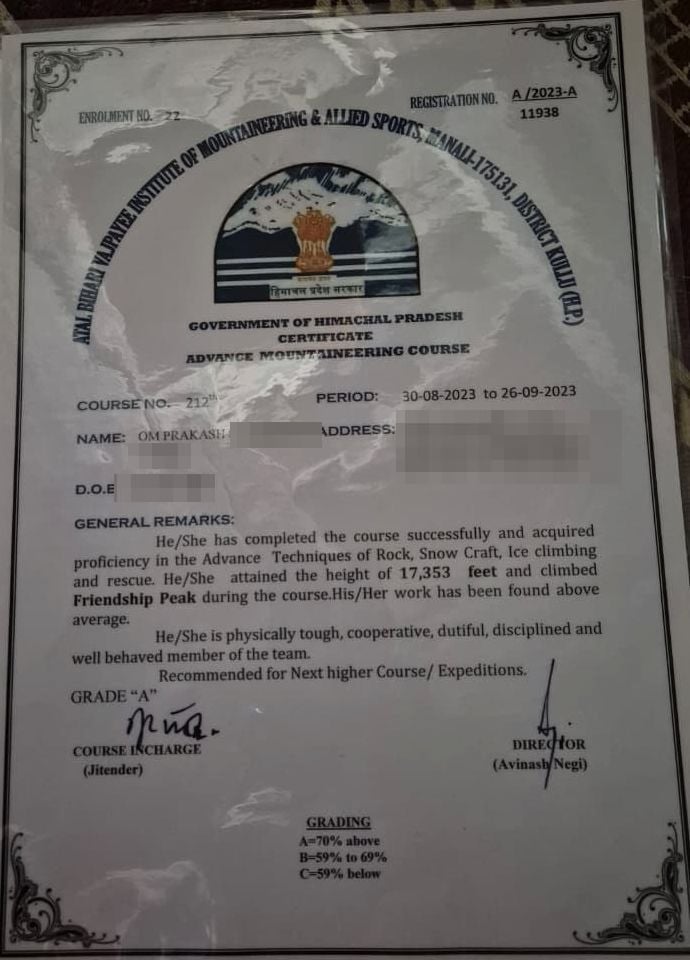 ENROLMENT NO. 22
REGISTRATION NO. A/2023-A
11938
ATAL BIHARI VAJPAYEE INSTITUTE OF MOUNTAINEERING & ALLIED SPORTS, MANALI-175131, DISTRICT KULLU (H.P.)
हिमाचल प्रदेश सरकार
GOVERNMENT OF HIMACHAL PRADESH
CERTIFICATE
ADVANCE MOUNTAINEERING COURSE
COURSE NO. 212th PERIOD: 30-08-2023 to 26-09-2023
NAME: OM PRAKASH ADDRESS:
D.O.B
GENERAL REMARKS:
He/She has completed the course successfully and acquired
proficiency in the Advance Techniques of Rock, Snow Craft, Ice climbing
and rescue. He/She attained the height of 17,353 feet and climbed
Friendship Peak during the course.His/Her work has been found above
average.
He/She is physically tough, cooperative, dutiful, disciplined and
well behaved member of the team.
Recommended for Next higher Course/ Expeditions.
GRADE “A”
COURSE INCHARGE
(Jitender)
DIRECTOR
(Avinash Negi)
GRADING
A=70% above
B=59% to 69%
C=59% below